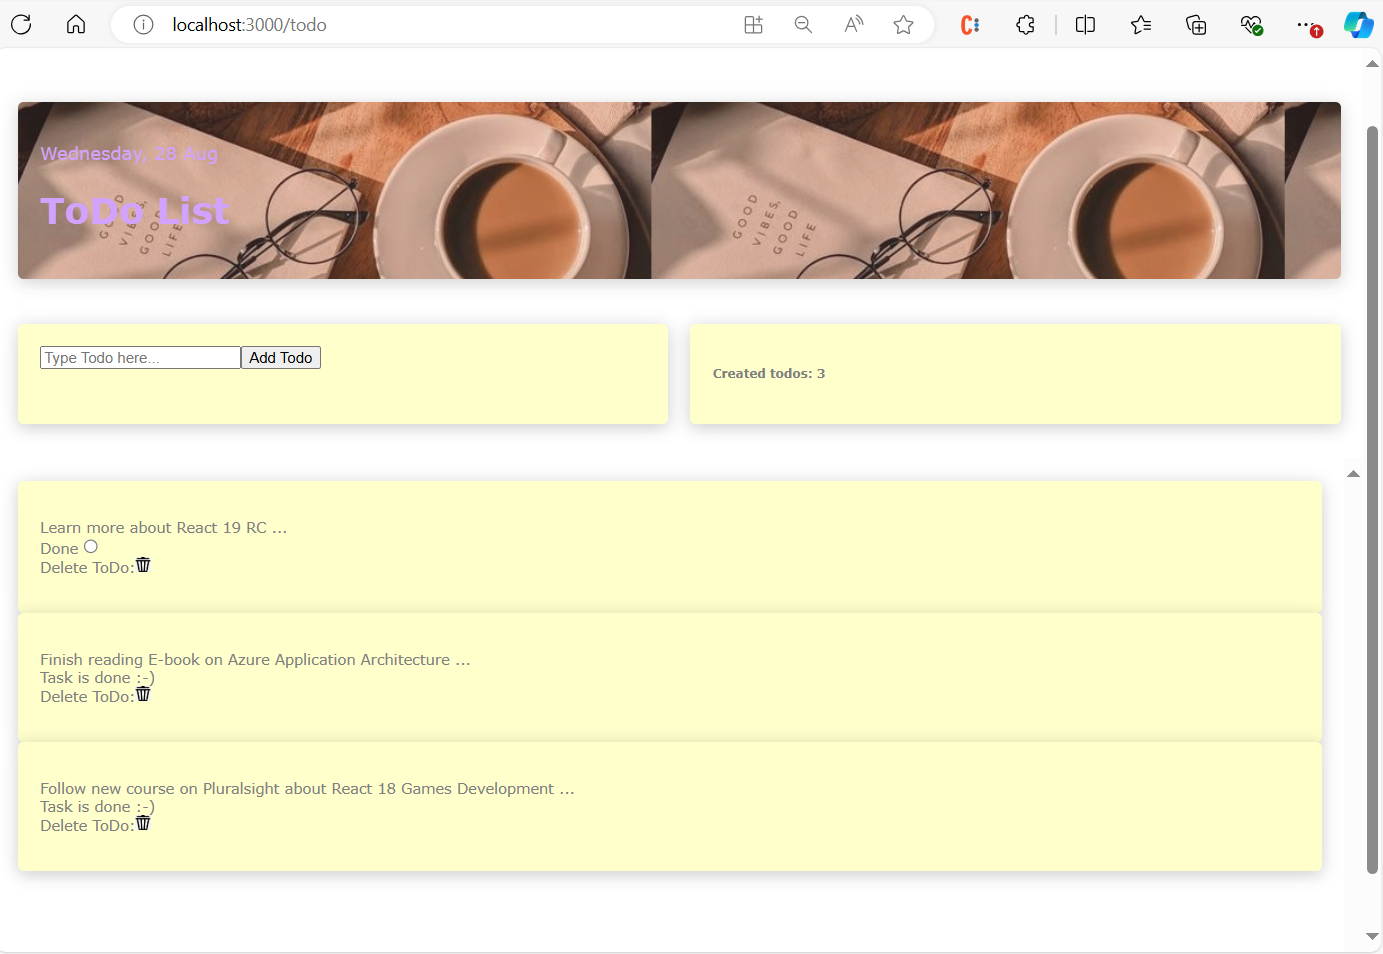 localhost:3000/todo
Wednesday, 28 Aug
ToDo List
GOOD
VIBES,
GOOD
LIFE
GOOD
VIBES,
GOOD
LIFE
Type Todo here... Add Todo
Created todos: 3
Learn more about React 19 RC ...
Done
Delete ToDo:
Finish reading E-book on Azure Application Architecture ...
Task is done :-)
Delete ToDo:
Follow new course on Pluralsight about React 18 Games Development ...
Task is done :-)
Delete ToDo: